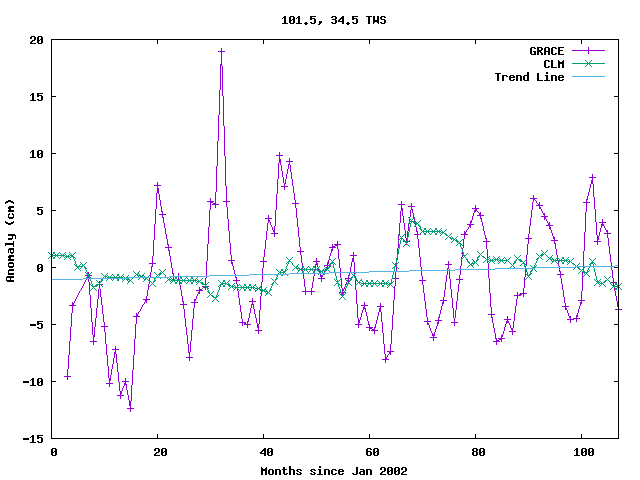 101.5, 34.5 TWS
GRACE
CLM
Trend Line
20
15
10
5
0
-5
-10
-15
Anomaly (cm)
0 20 40 60 80 100
Months since Jan 2002